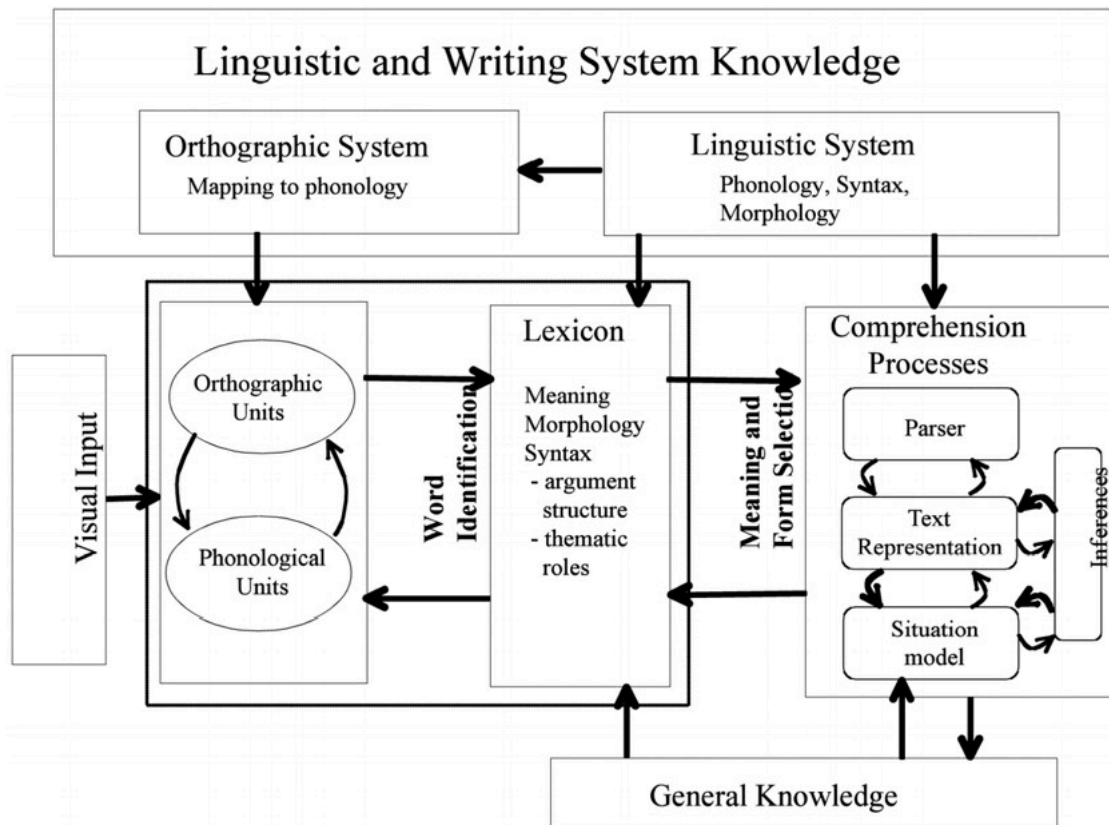 Linguistic and Writing System Knowledge
Orthographic System
Mapping to phonology
Linguistic System
Phonology, Syntax,
Morphology
Visual Input
Orthographic
Units
Phonological
Units
Word
Identification
Lexicon
Meaning
Morphology
Syntax
- argument
structure
- thematic
roles
Meaning and
Form Selection
Comprehension
Processes
Parser
Text
Representation
Situation
model
Inferences
General Knowledge